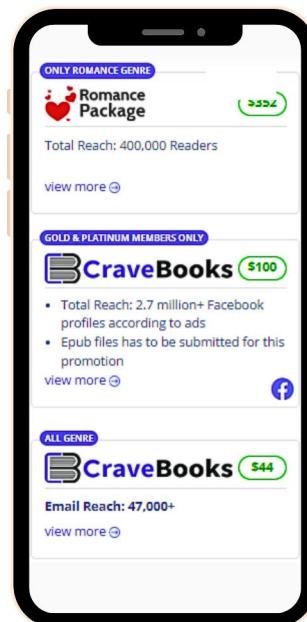 ONLY ROMANCE GENRE
Romance
Package
$352
Total Reach: 400,000 Readers
view more
GOLD & PLATINUM MEMBERS ONLY
CraveBooks $100
• Total Reach: 2.7 million+ Facebook
profiles according to ads
• Epub files has to be submitted for this
promotion
view more
ALL GENRE
CraveBooks $44
Email Reach: 47,000+
view more